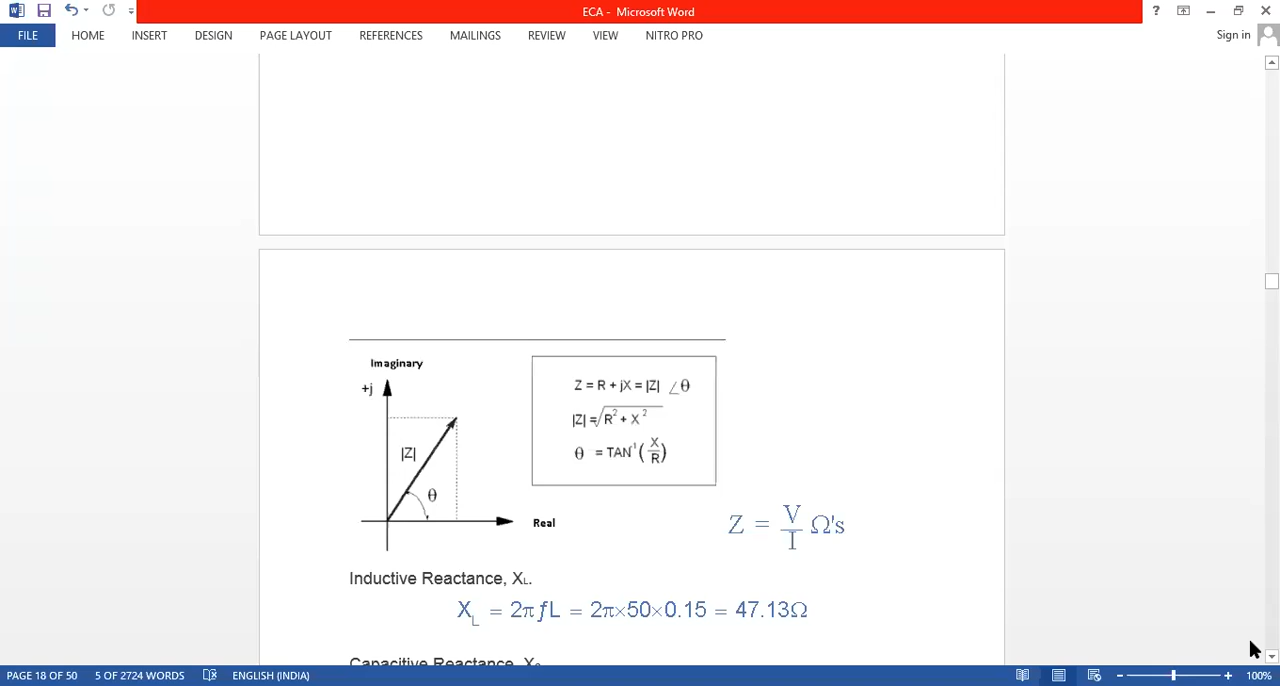 ECA - Microsoft Word
?
FILE HOME INSERT DESIGN PAGE LAYOUT REFERENCES MAILINGS REVIEW VIEW NITRO PRO Sign in
Imaginary
+j
|Z|
θ
Real
Z = R + jX = |Z| ∠θ
|Z| = √R² + X²
θ = TAN⁻¹ (X/R)
Z = V/I Ω's
Inductive Reactance, XL.
X_L = 2πƒL = 2π×50×0.15 = 47.13Ω
PAGE 18 OF 50 5 OF 2724 WORDS ENGLISH (INDIA) 100%